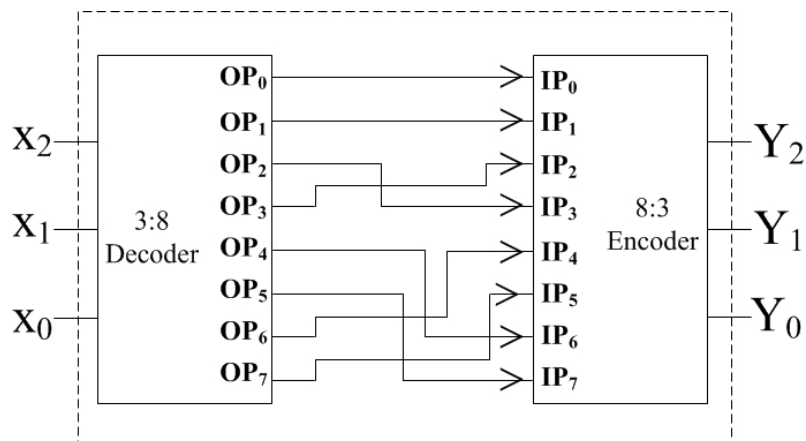 OP₀ IP₀
OP₁ IP₁
X₂ OP₂ IP₂ Y₂
OP₃ IP₃
3:8 8:3
X₁ Decoder OP₄ IP₄ Encoder Y₁
OP₅ IP₅
X₀ OP₆ IP₆ Y₀
OP₇ IP₇